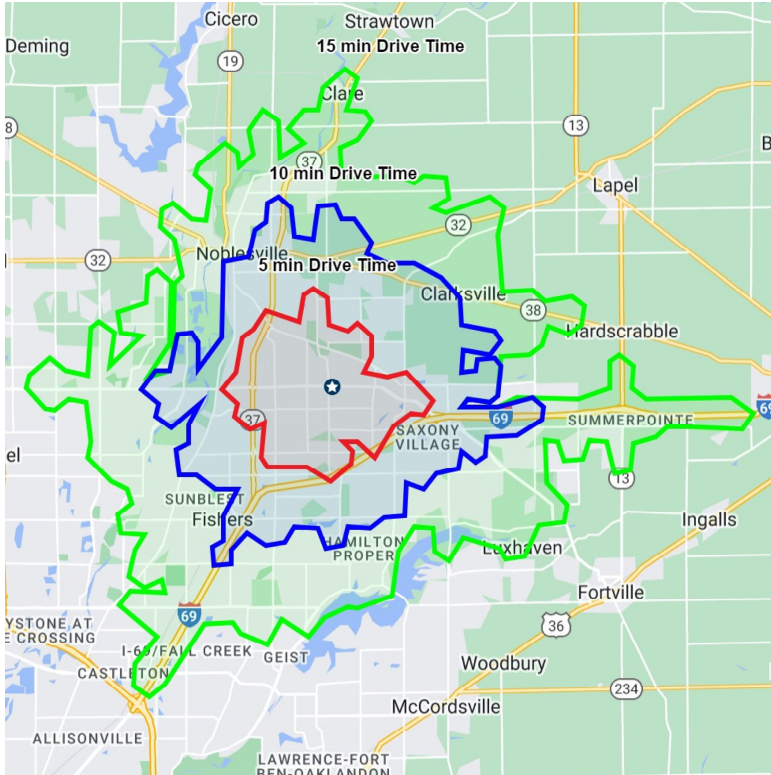 Cicero
Strawtown
Deming
15 min Drive Time
19
Clare
13
8
37
10 min Drive Time
Lapel
32
32
Noblesville
5 min Drive Time
Clarksville
38
Hardscrabble
37
69
69
SAXONY
VILLAGE
SUMMERPOINTE
el
13
SUNBLEST
Fishers
Ingalls
HAMILTON
PROPER
Luxhaven
Fortville
69
36
YSTONE AT
E CROSSING
I-69/FALL CREEK
GEIST
CASTLETON
Woodbury
234
McCordsville
ALLISONVILLE
LAWRENCE-FORT
BEN-OAKLANDON